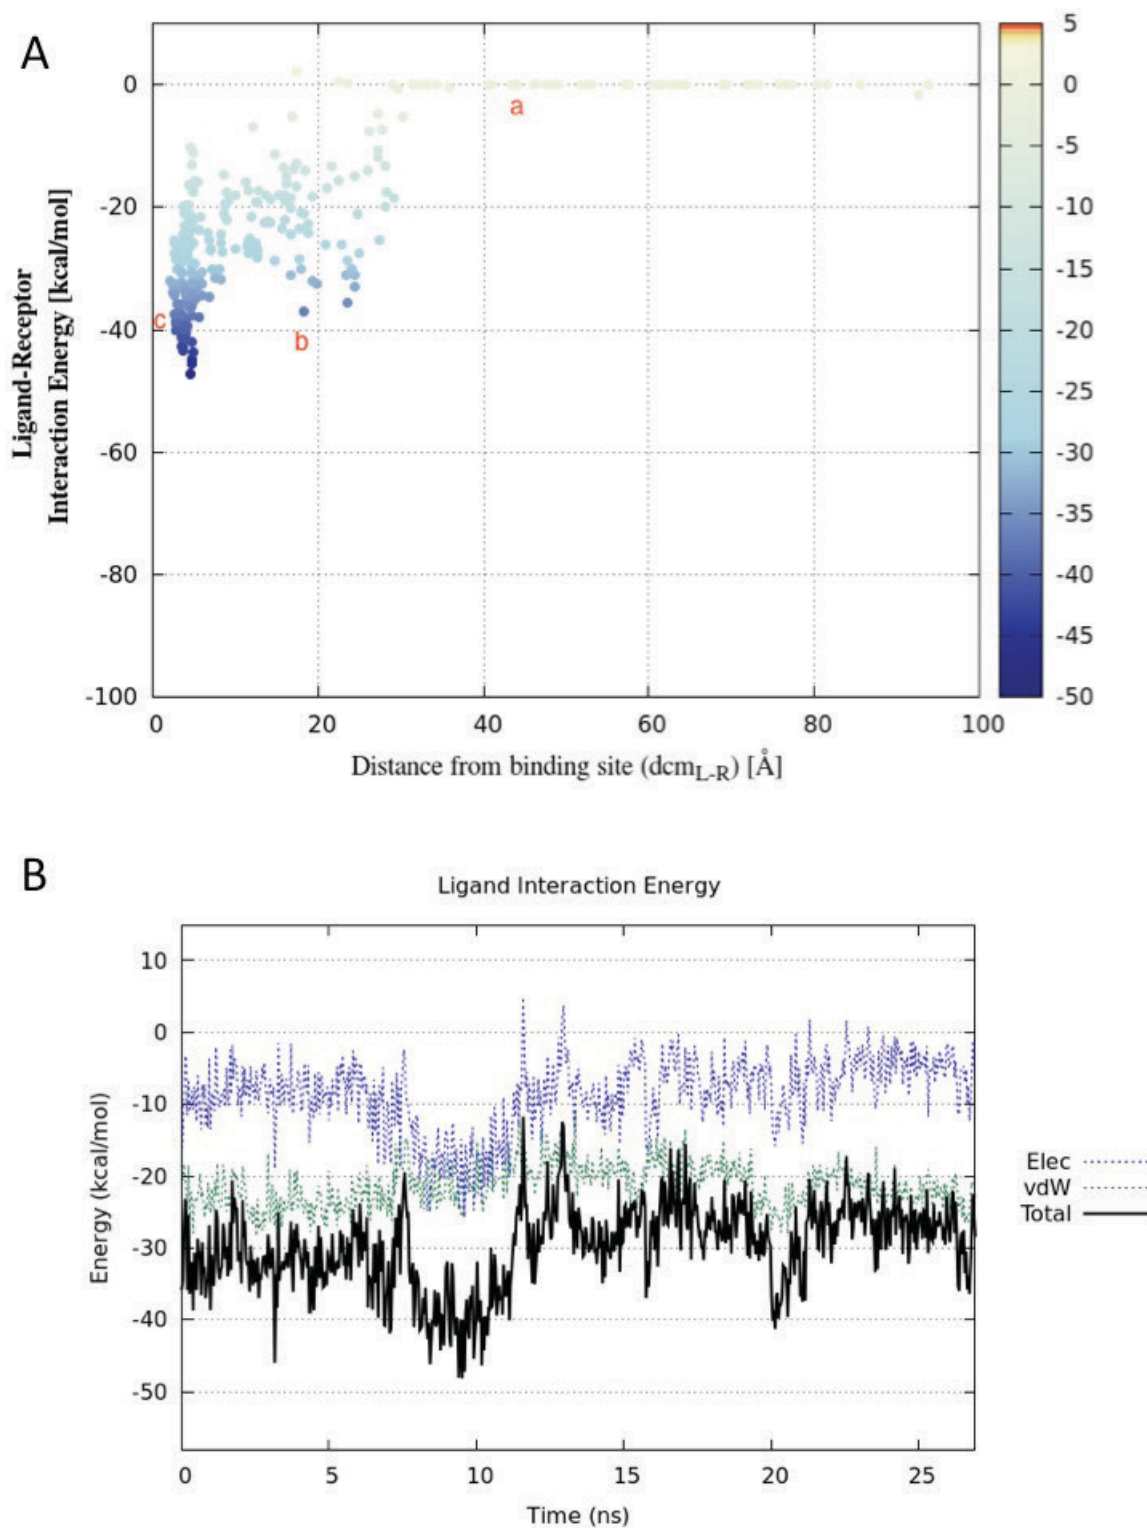 A
Ligand-Receptor
Interaction Energy [kcal/mol]
0
-20
-40
-60
-80
-100
a
b
c
0 20 40 60 80 100
Distance from binding site (dcm_L-R) [Å]
5
0
-5
-10
-15
-20
-25
-30
-35
-40
-45
-50
B
Ligand Interaction Energy
Energy (kcal/mol)
10
0
-10
-20
-30
-40
-50
0 5 10 15 20 25
Time (ns)
Elec
vdW
Total